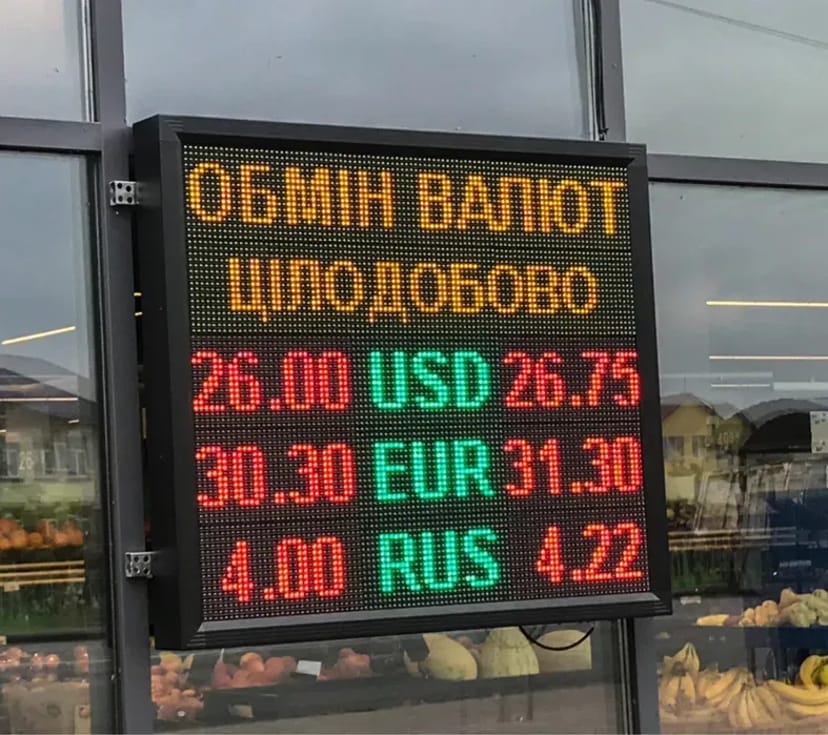 ОБМІН ВАЛЮТ
ЦІЛОДОБОВО
26.00 USD 26.75
30.30 EUR 31.30
4.00 RUS 4.22